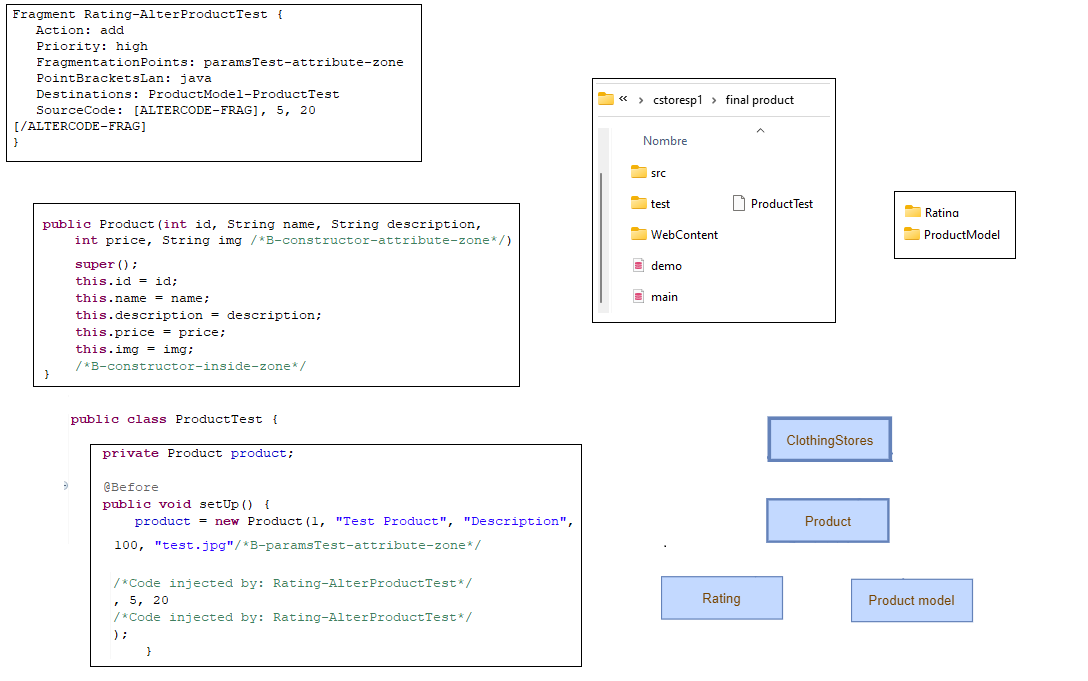 Fragment Rating-AlterProductTest {
Action: add
Priority: high
FragmentationPoints: paramsTest-attribute-zone
PointBracketsLan: java
Destinations: ProductModel-ProductTest
SourceCode: [ALTERCODE-FRAG], 5, 20
[/ALTERCODE-FRAG]
}
public Product(int id, String name, String description,
int price, String img /*B-constructor-attribute-zone*/)
super();
this.id = id;
this.name = name;
this.description = description;
this.price = price;
this.img = img;
/*B-constructor-inside-zone*/
}
public class ProductTest {
private Product product;
@Before
public void setUp() {
product = new Product(1, "Test Product", "Description",
100, "test.jpg"/*B-paramsTest-attribute-zone*/
/*Code injected by: Rating-AlterProductTest*/
, 5, 20
/*Code injected by: Rating-AlterProductTest*/
);
}
« › cstoresp1 › final product
Nombre
src
test
ProductTest
WebContent
demo
main
Rating
ProductModel
ClothingStores
Product
Rating
Product model